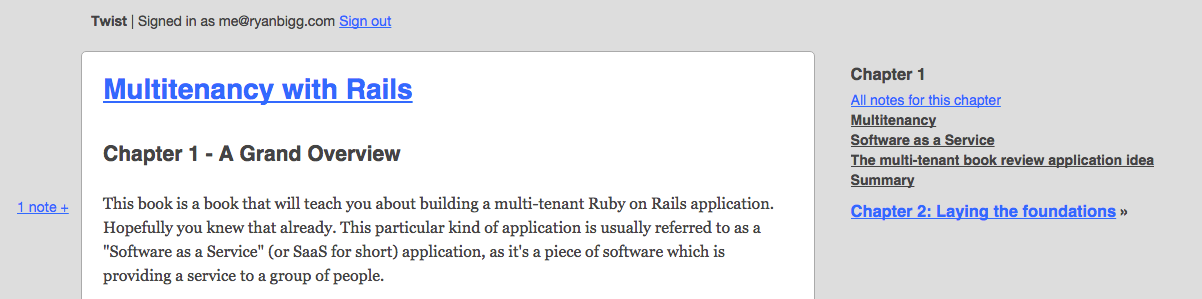 Twist | Signed in as me@ryanbigg.com Sign out
Multitenancy with Rails
Chapter 1 - A Grand Overview
1 note +
This book is a book that will teach you about building a multi-tenant Ruby on Rails application.
Hopefully you knew that already. This particular kind of application is usually referred to as a
"Software as a Service" (or SaaS for short) application, as it's a piece of software which is
providing a service to a group of people.
Chapter 1
All notes for this chapter
Multitenancy
Software as a Service
The multi-tenant book review application idea
Summary
Chapter 2: Laying the foundations »